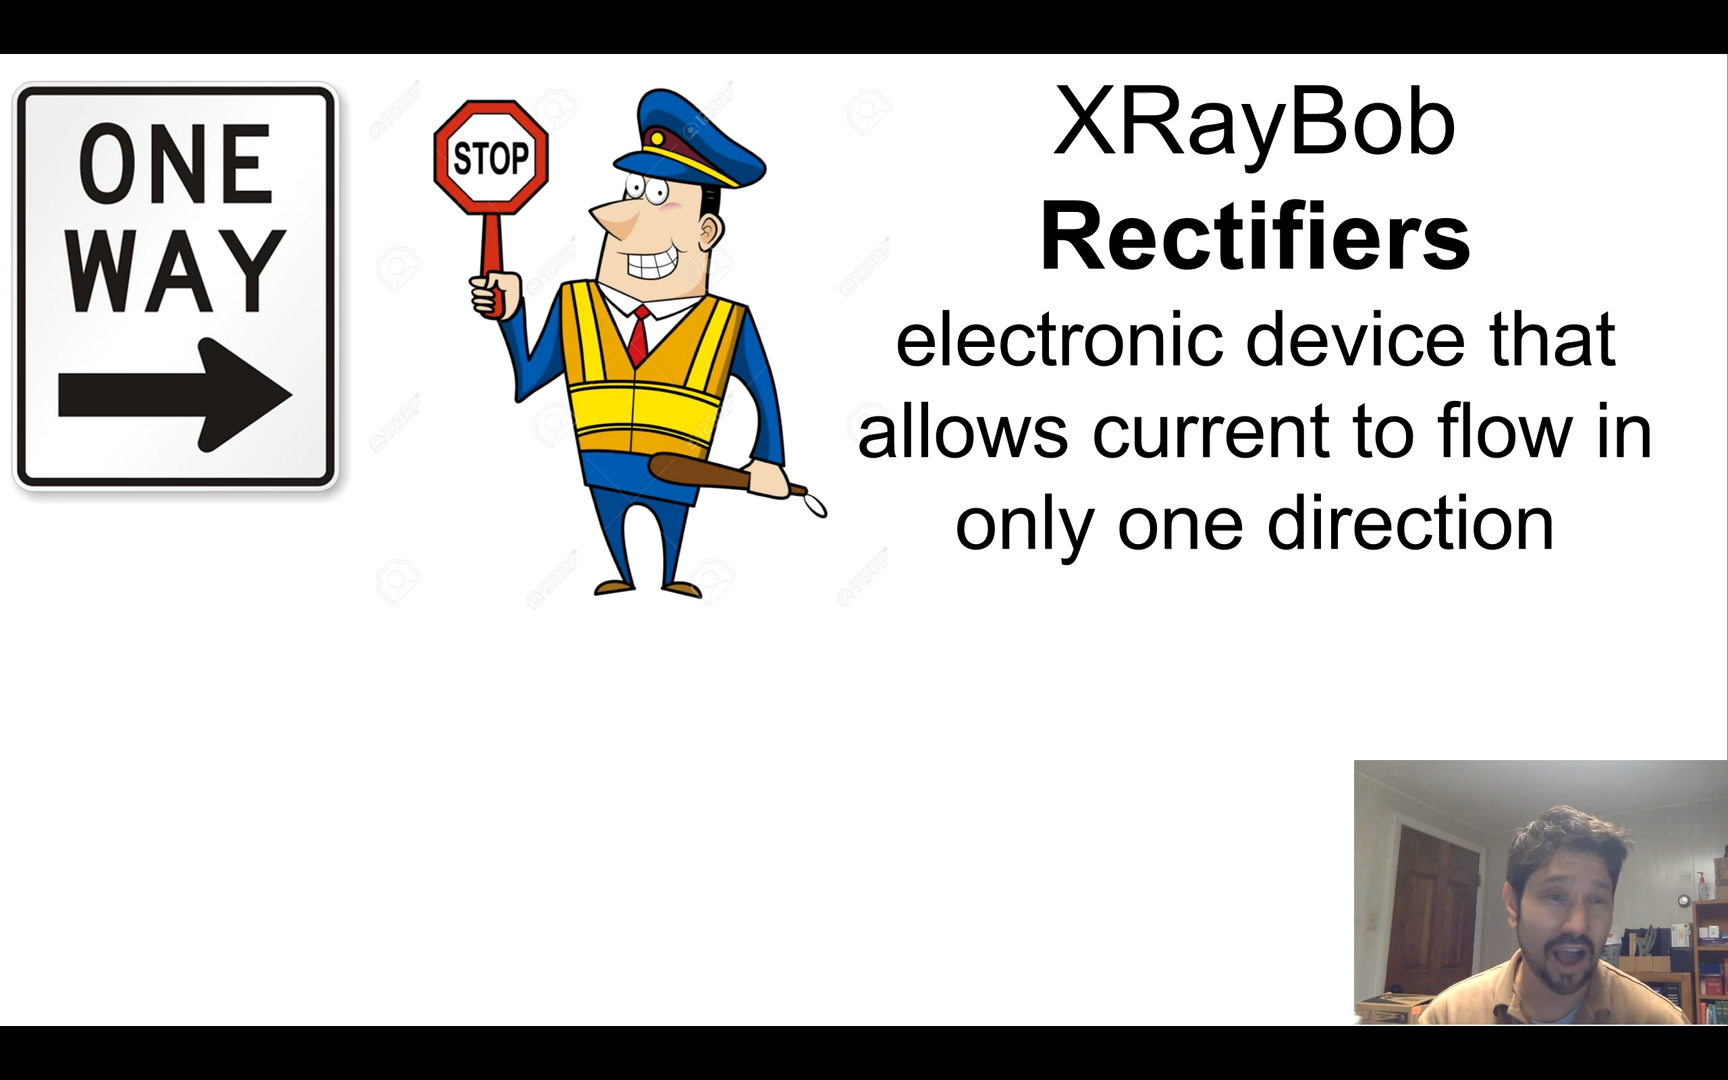 ONE
WAY
STOP
XRayBob
Rectifiers
electronic device that
allows current to flow in
only one direction